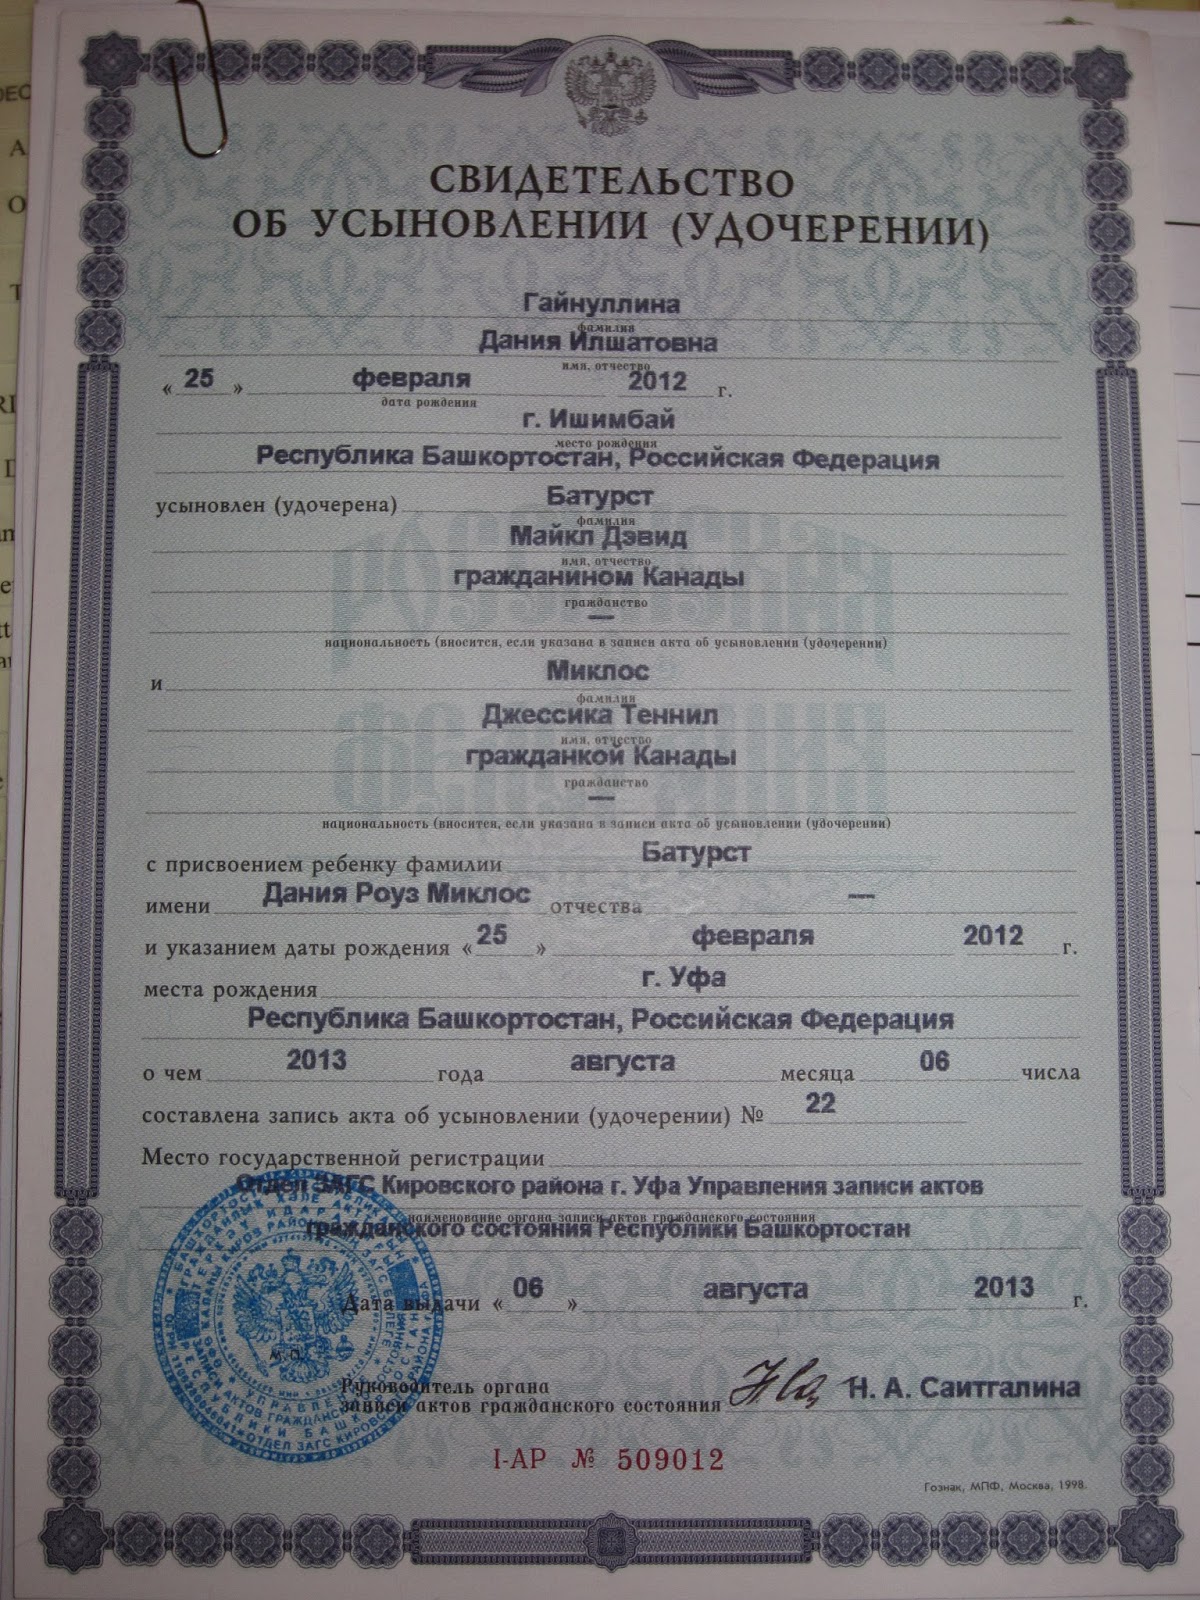 СВИДЕТЕЛЬСТВО
ОБ УСЫНОВЛЕНИИ (УДОЧЕРЕНИИ)
Гайнуллина
фамилия
Дания Илшатовна
имя, отчество
« 25 » февраля 2012 г.
дата рождения
г. Ишимбай
место рождения
Республика Башкортостан, Российская Федерация
усыновлен (удочерена) Батурст
фамилия
Майкл Дэвид
имя, отчество
гражданином Канады
гражданство
—
национальность (вносится, если указана в записи акта об усыновлении (удочерении)
и Миклос
фамилия
Джессика Теннил
имя, отчество
гражданкой Канады
гражданство
—
национальность (вносится, если указана в записи акта об усыновлении (удочерении)
с присвоением ребенку фамилии Батурст
имени Дания Роуз Миклос отчества —
и указанием даты рождения « 25 » февраля 2012 г.
места рождения г. Уфа
Республика Башкортостан, Российская Федерация
о чем 2013 года августа месяца 06 числа
составлена запись акта об усыновлении (удочерении) № 22
Место государственной регистрации
Отдел ЗАГС Кировского района г. Уфа Управления записи актов
наименование органа записи актов гражданского состояния
гражданского состояния Республики Башкортостан
Дата выдачи « 06 » августа 2013 г.
М.П.
Руководитель органа
записи актов гражданского состояния Н. А. Саитгалина
I-АР № 509012
Гознак, МПФ, Москва, 1998.